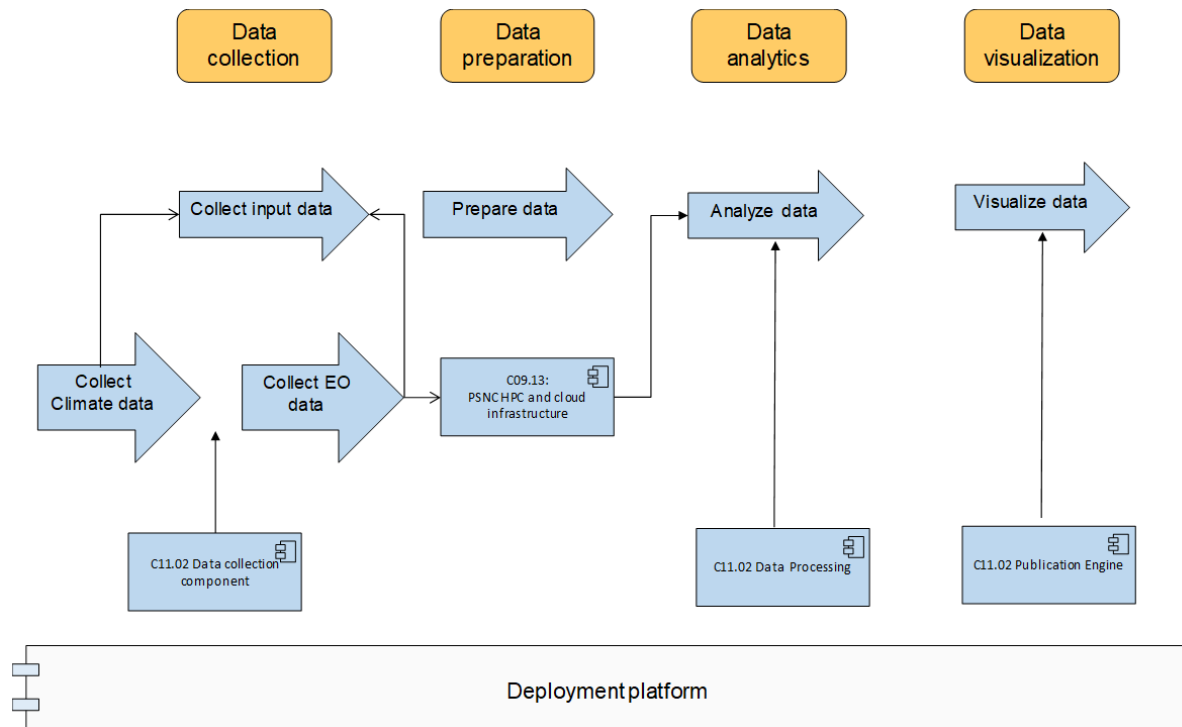 Data
collection
Data
preparation
Data
analytics
Data
visualization
Collect input data
Prepare data
Analyze data
Visualize data
Collect
Climate data
Collect EO
data
C09.13:
PSNCHPC and cloud
infrastructure
C11.02 Data collection
component
C11.02 Data Processing
C11.02 Publication Engine
Deployment platform